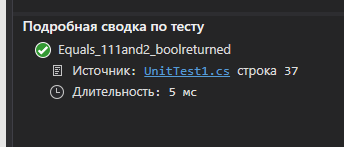 Подробная сводка по тесту
Equals_111and2_boolreturned
Источник: UnitTest1.cs строка 37
Длительность: 5 мс